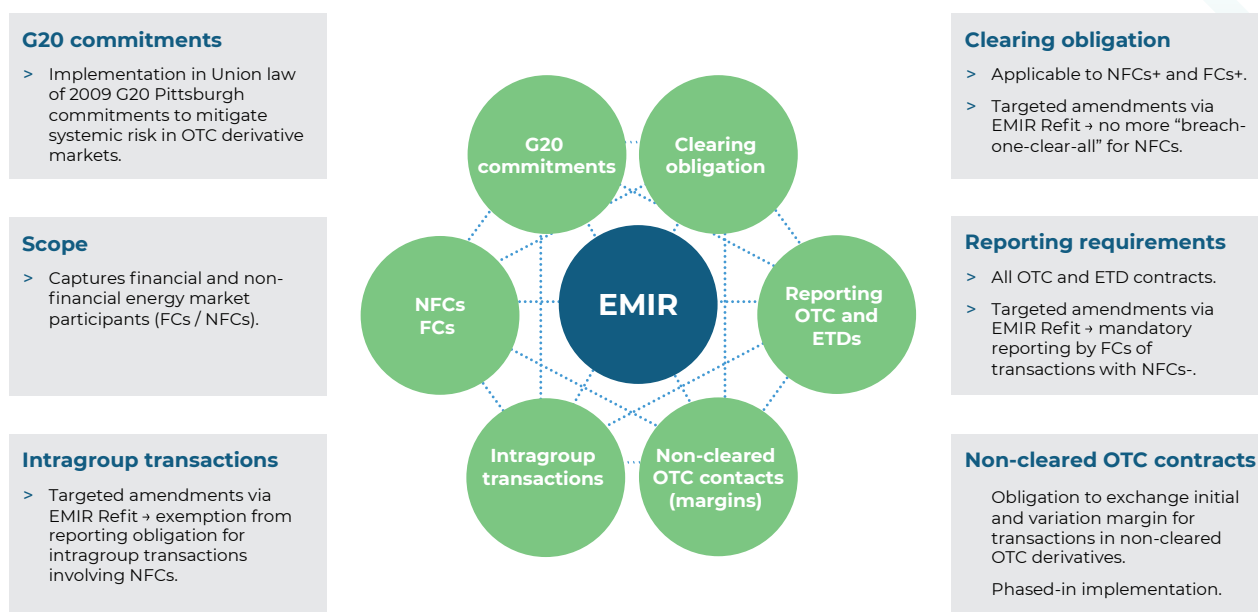 G20 commitments
> Implementation in Union law
of 2009 G20 Pittsburgh
commitments to mitigate
systemic risk in OTC derivative
markets.
Scope
> Captures financial and non-
financial energy market
participants (FCs / NFCs).
Intragroup transactions
> Targeted amendments via
EMIR Refit → exemption from
reporting obligation for
intragroup transactions
involving NFCs.
G20
commitments
Clearing
obligation
NFCs
FCs
EMIR
Reporting
OTC and
ETDs
Intragroup
transactions
Non-cleared
OTC contacts
(margins)
Clearing obligation
> Applicable to NFCs+ and FCs+.
> Targeted amendments via
EMIR Refit → no more “breach-
one-clear-all” for NFCs.
Reporting requirements
> All OTC and ETD contracts.
> Targeted amendments via
EMIR Refit → mandatory
reporting by FCs of
transactions with NFCs-.
Non-cleared OTC contracts
Obligation to exchange initial
and variation margin for
transactions in non-cleared
OTC derivatives.
Phased-in implementation.